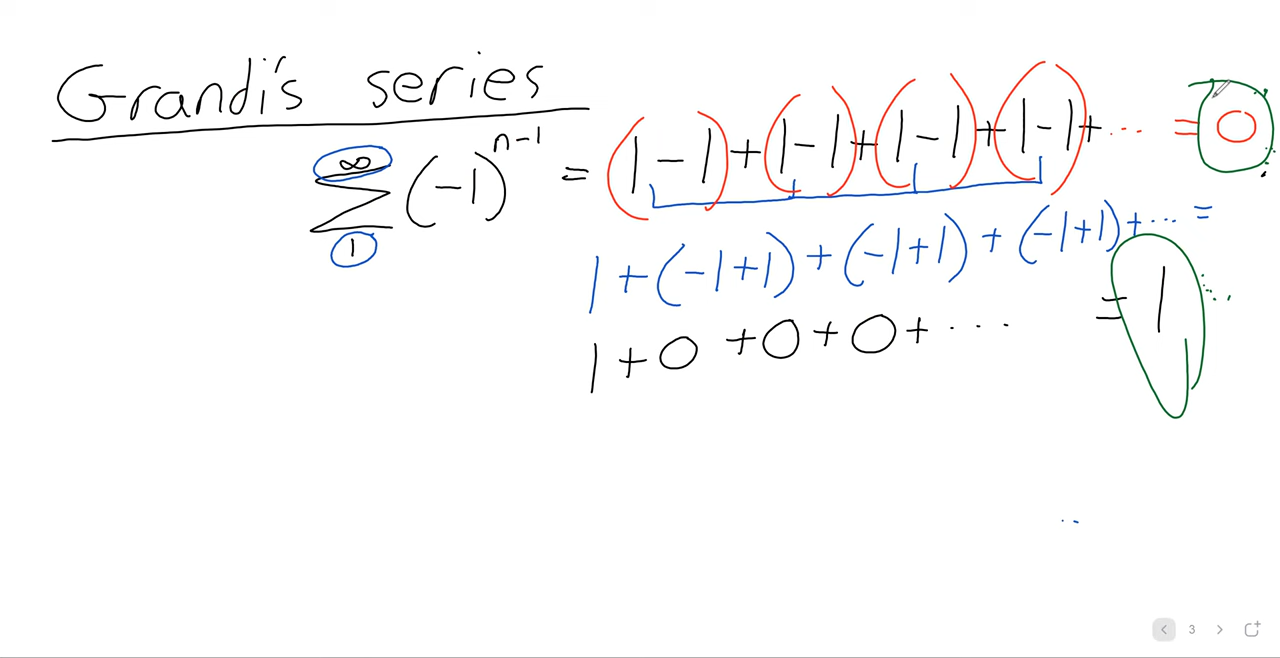 Grandi's series
∞
∑ (-1)^{n-1} = (1-1)+(1-1)+(1-1)+(1-1)+... = 0
1
1+(-1+1)+(-1+1)+(-1+1)+... =
1+0+0+0+... = 1
3